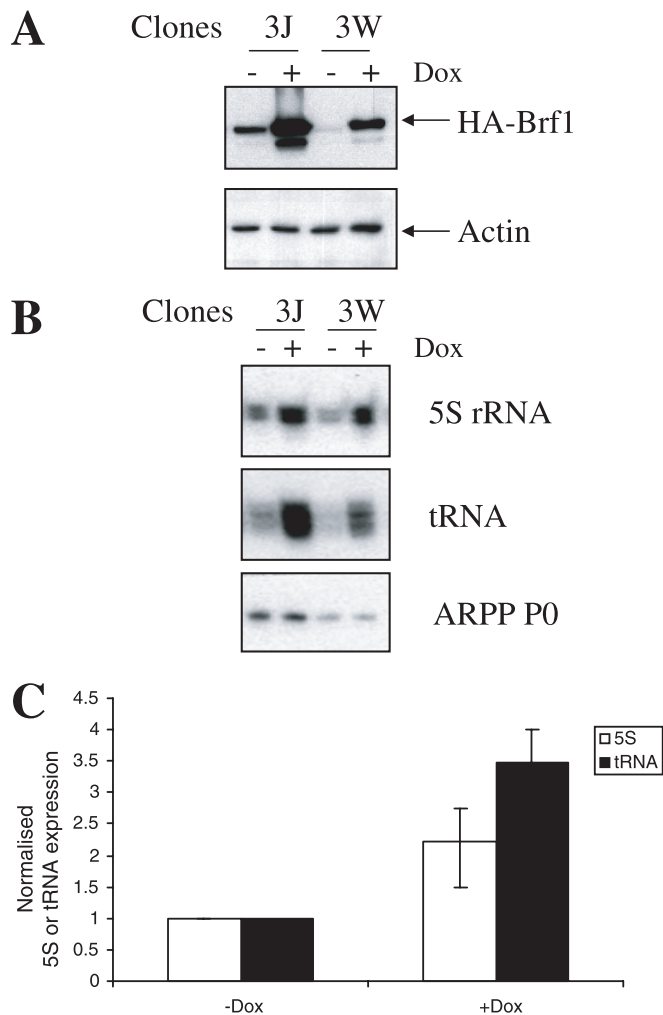 A
Clones 3J 3W
- + - + Dox
HA-Brf1
Actin
B
Clones 3J 3W
- + - + Dox
5S rRNA
tRNA
ARPP P0
C
Normalised
5S or tRNA expression
4.5
4
3.5
3
2.5
2
1.5
1
0.5
0
5S
tRNA
-Dox +Dox